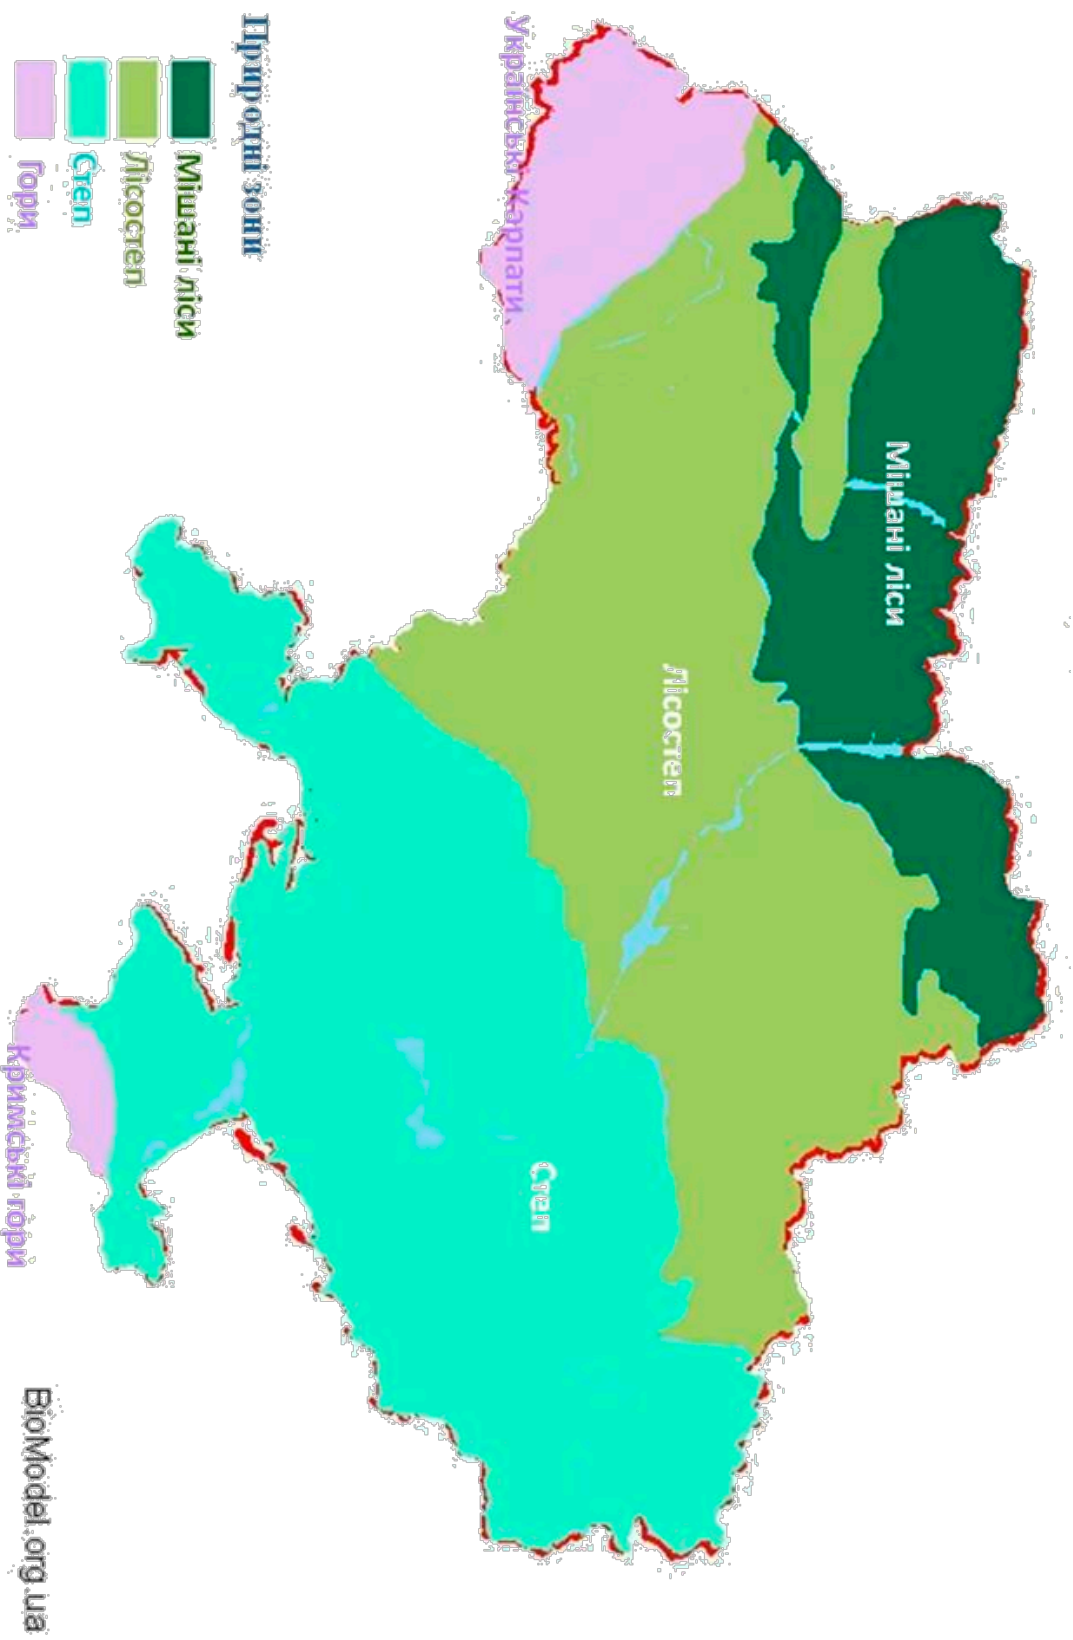 Українські Карпати
Мішані ліси
Лісостеп
Степ
Кримські гори
Природні зони
Мішані ліси
Лісостеп
Степ
Гори
BioModel.org.ua